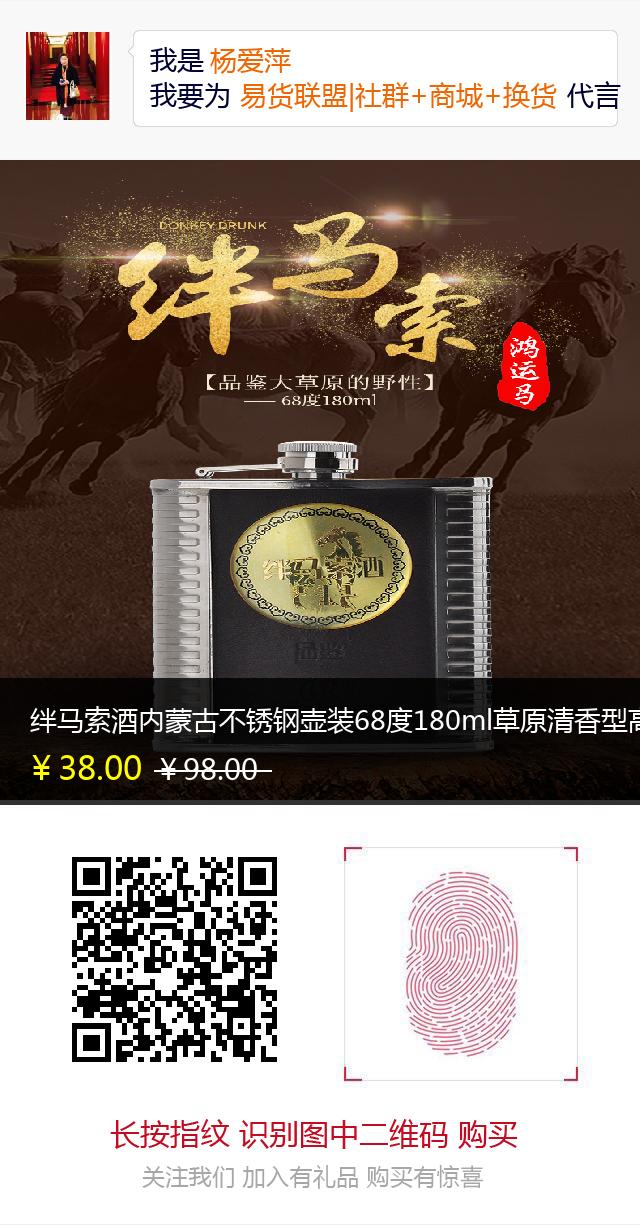 我是 杨爱萍
我要为 易货联盟|社群+商城+换货 代言
DONKEY DRUNK
绊马索
鸿运马
【品鉴大草原的野性】
—— 68度180ml
绊马索酒
品鉴
绊马索酒内蒙古不锈钢壶装68度180ml草原清香型高
￥38.00 ￥98.00
长按指纹 识别图中二维码 购买
关注我们 加入有礼品 购买有惊喜